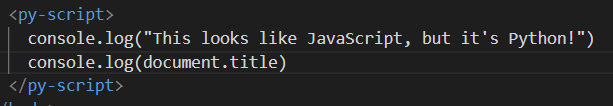 <py-script>
console.log("This looks like JavaScript, but it's Python!")
console.log(document.title)
</py-script>